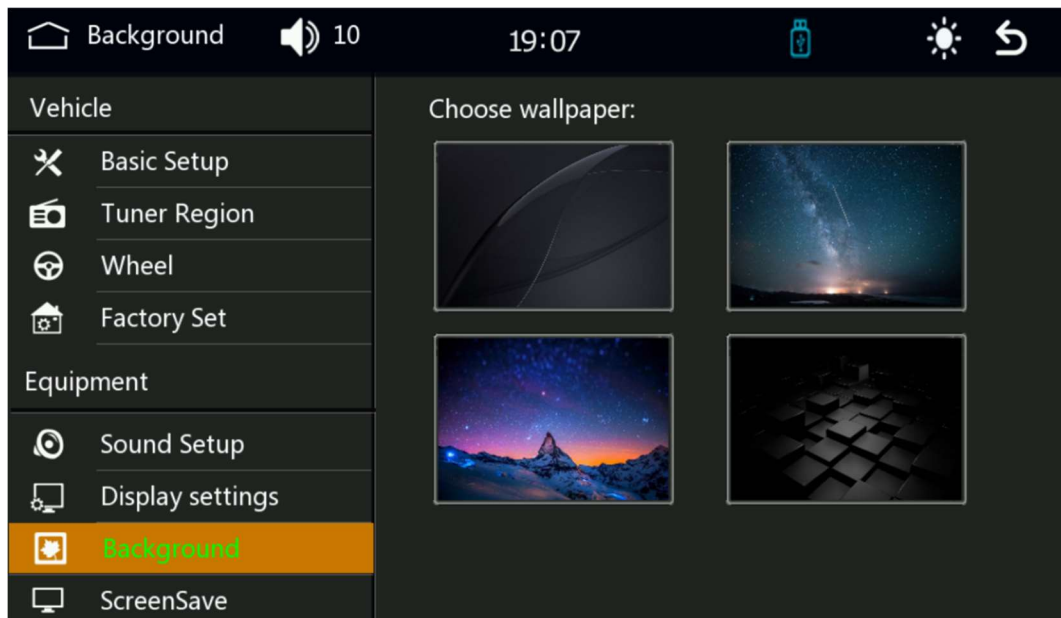 Background
10
19:07
Vehicle
Basic Setup
Tuner Region
Wheel
Factory Set
Equipment
Sound Setup
Display settings
Background
ScreenSave
Choose wallpaper: